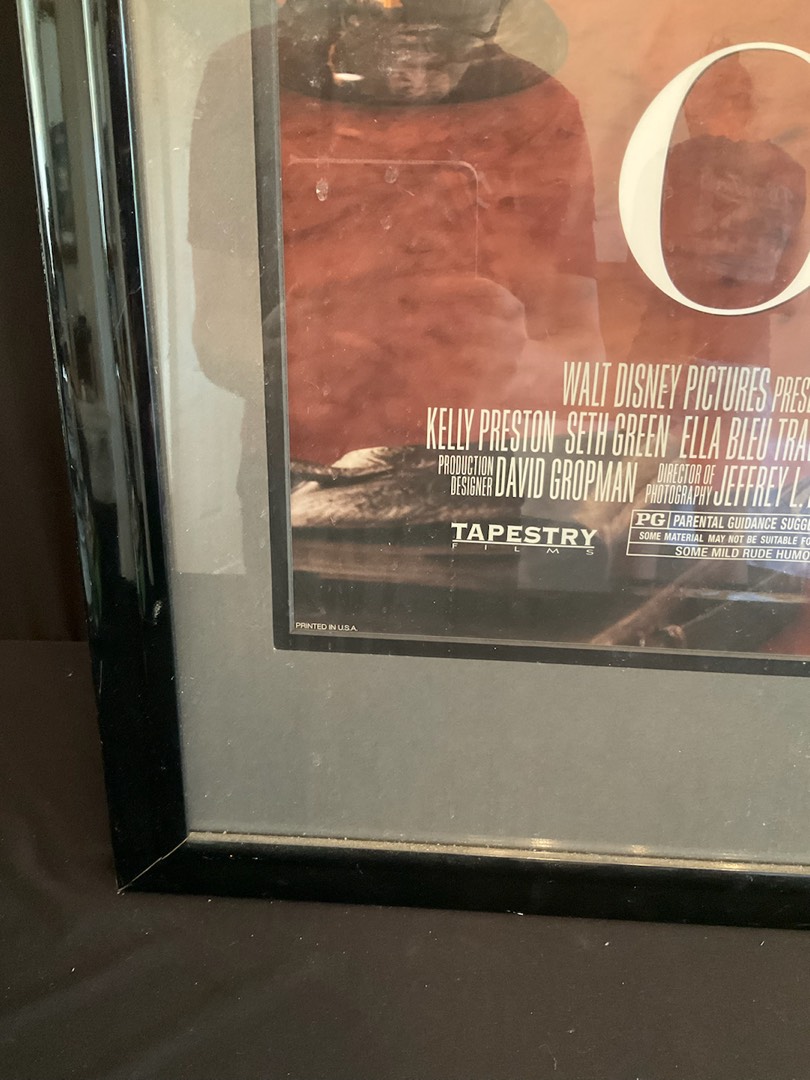 O
WALT DISNEY PICTURES
KELLY PRESTON SETH GREEN ELLA BLEU
PRODUCTION DESIGNER DAVID GROPMAN DIRECTOR OF PHOTOGRAPHY JEFFREY L.
TAPESTRY
FILMS
PG PARENTAL GUIDANCE
SOME MATERIAL MAY NOT BE SUITABLE
SOME MILD RUDE
PRINTED IN U.S.A.